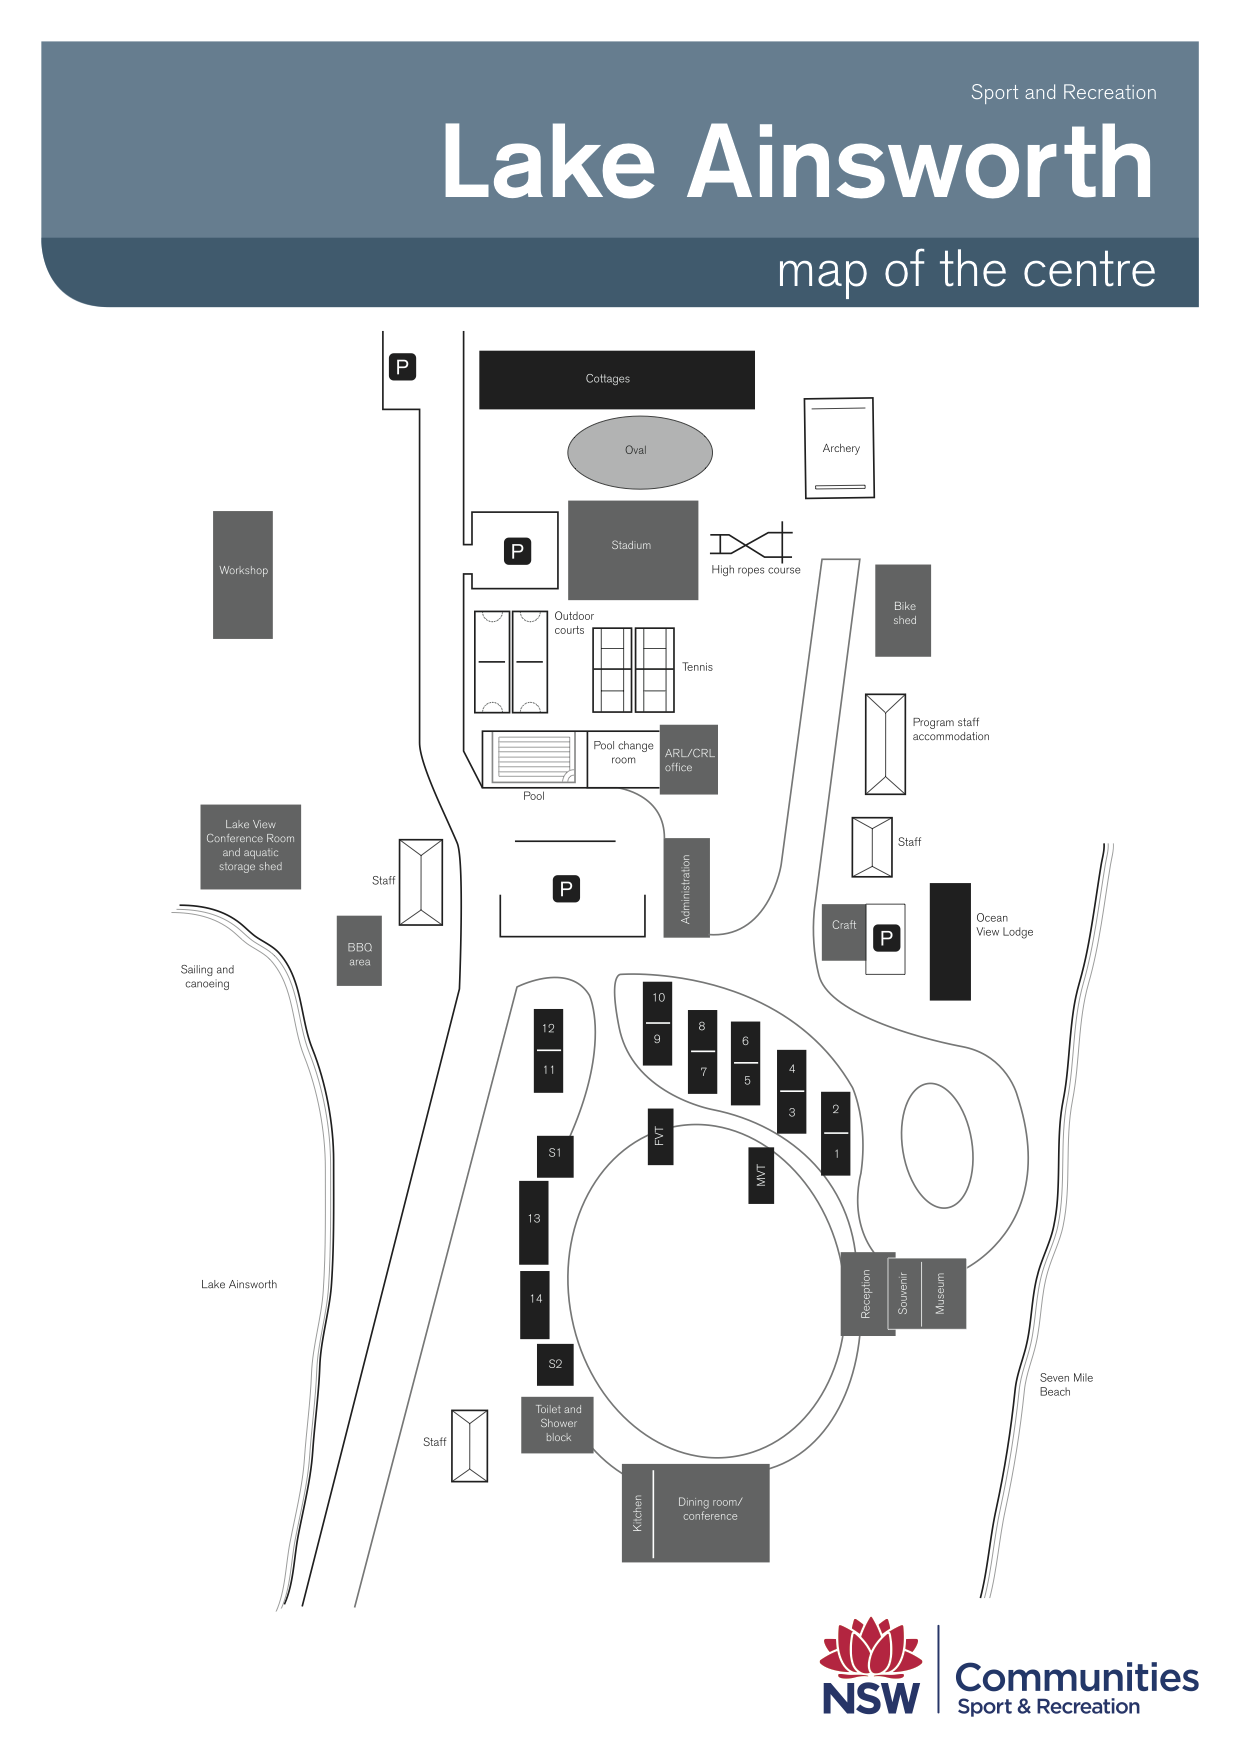 Sport and Recreation
Lake Ainsworth
map of the centre
P
Cottages
Oval
Archery
Workshop
P
Stadium
High ropes course
Bike
shed
Outdoor
courts
Tennis
Program staff
accommodation
Pool change
room
ARL/CRL
office
Pool
Lake View
Conference Room
and aquatic
storage shed
Staff
Staff
P
Administration
BBQ
area
Craft
P
Ocean
View Lodge
Sailing and
canoeing
12
11
10
9
8
7
6
5
4
3
2
1
FVT
MVT
S1
13
14
S2
Lake Ainsworth
Reception
Souvenir
Museum
Seven Mile
Beach
Toilet and
Shower
block
Staff
Kitchen
Dining room/
conference
NSW
Communities
Sport & Recreation